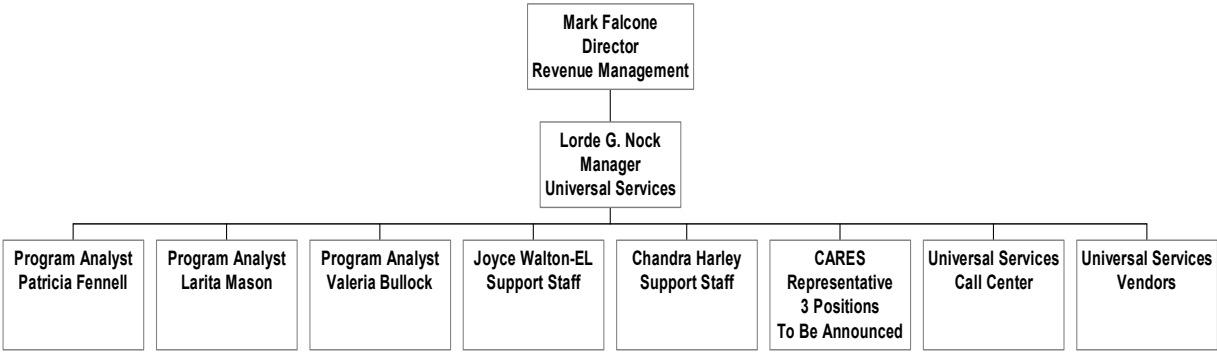 Mark Falcone
Director
Revenue Management
Lorde G. Nock
Manager
Universal Services
Program Analyst
Patricia Fennell
Program Analyst
Larita Mason
Program Analyst
Valeria Bullock
Joyce Walton-EL
Support Staff
Chandra Harley
Support Staff
CARES
Representative
3 Positions
To Be Announced
Universal Services
Call Center
Universal Services
Vendors